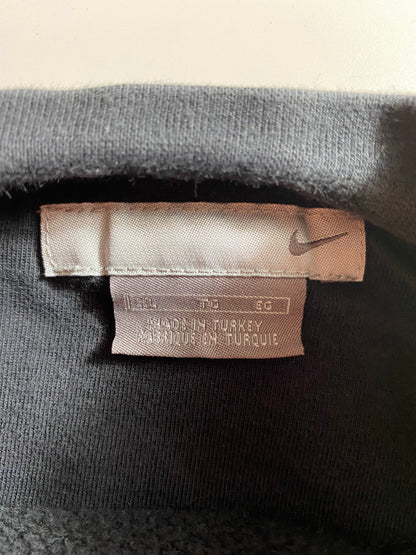 XL TG EG
MADE IN TURKEY
FABRIQUE EN TURQUIE